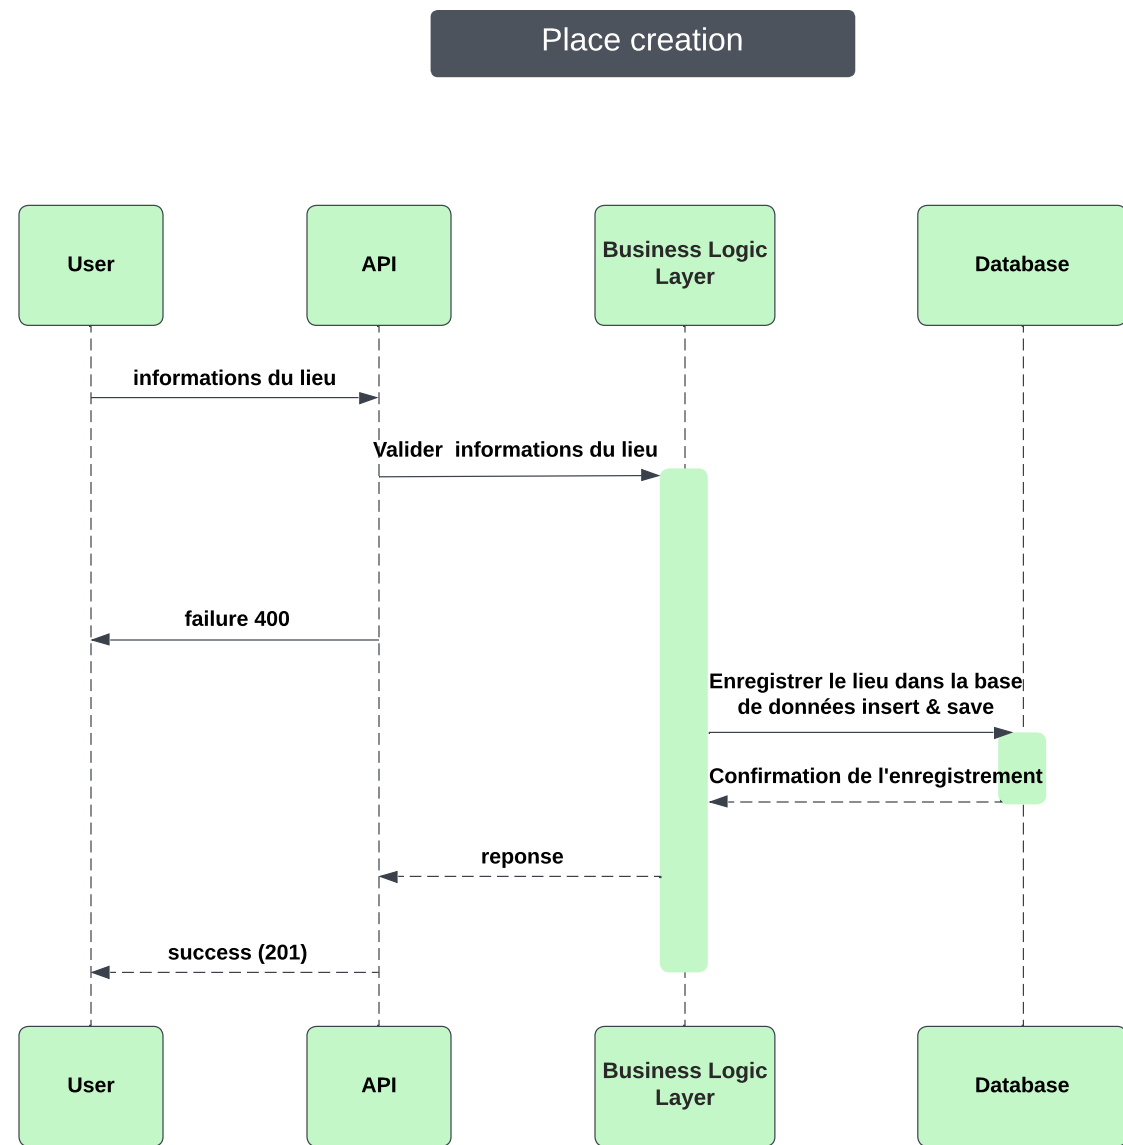 Place creation
User
API
Business Logic
Layer
Database
informations du lieu
Valider  informations du lieu
failure 400
Enregistrer le lieu dans la base
de données insert & save
Confirmation de l'enregistrement
reponse
success (201)
User
API
Business Logic
Layer
Database